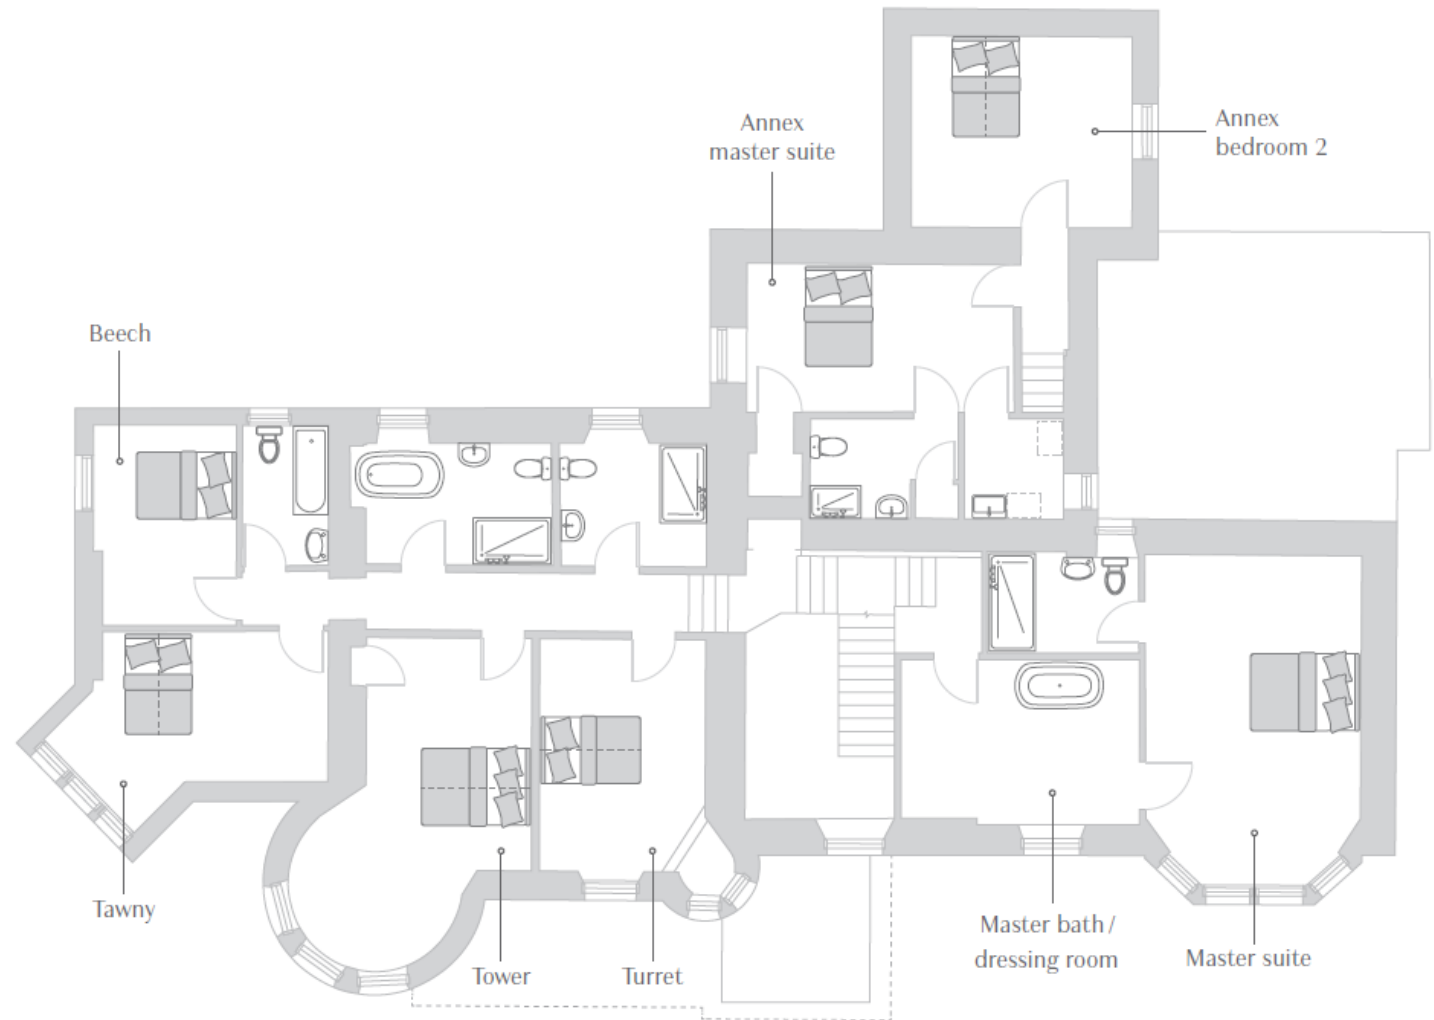 Annex
master suite
Annex
bedroom 2
Beech
Tawny
Tower
Turret
Master bath /
dressing room
Master suite